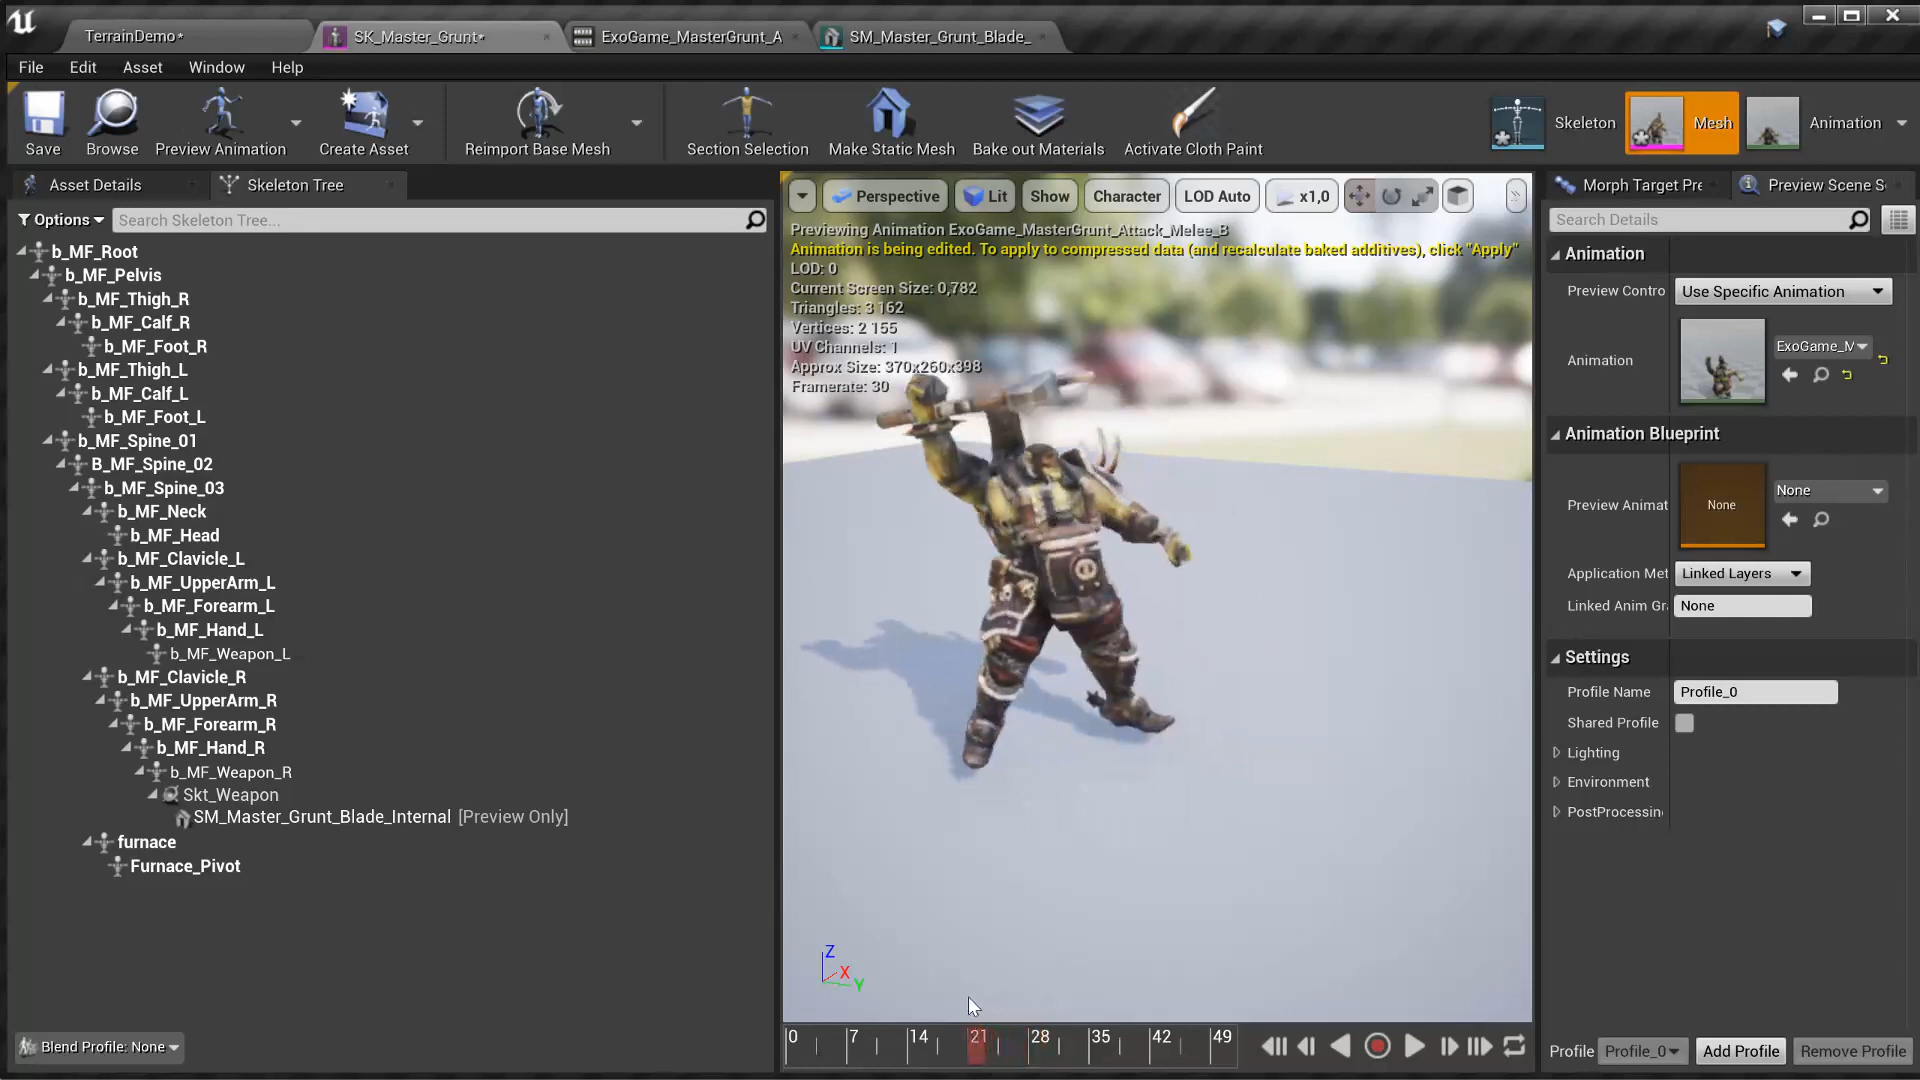 TerrainDemo*
SK_Master_Grunt*
ExoGame_MasterGrunt_A
SM_Master_Grunt_Blade_
File Edit Asset Window Help
Save
Browse
Preview Animation
Create Asset
Reimport Base Mesh
Section Selection
Make Static Mesh
Bake out Materials
Activate Cloth Paint
Skeleton
Mesh
Animation
Asset Details
Skeleton Tree
Options
Search Skeleton Tree...
b_MF_Root
b_MF_Pelvis
b_MF_Thigh_R
b_MF_Calf_R
b_MF_Foot_R
b_MF_Thigh_L
b_MF_Calf_L
b_MF_Foot_L
b_MF_Spine_01
B_MF_Spine_02
b_MF_Spine_03
b_MF_Neck
b_MF_Head
b_MF_Clavicle_L
b_MF_UpperArm_L
b_MF_Forearm_L
b_MF_Hand_L
b_MF_Weapon_L
b_MF_Clavicle_R
b_MF_UpperArm_R
b_MF_Forearm_R
b_MF_Hand_R
b_MF_Weapon_R
Skt_Weapon
SM_Master_Grunt_Blade_Internal [Preview Only]
furnace
Furnace_Pivot
Blend Profile: None
Perspective
Lit
Show
Character
LOD Auto
x1,0
Previewing Animation ExoGame_MasterGrunt_Attack_Melee_B
Animation is being edited. To apply to compressed data (and recalculate baked additives), click "Apply"
LOD: 0
Current Screen Size: 0,782
Triangles: 3 162
Vertices: 2 155
UV Channels: 1
Approx Size: 370x260x398
Framerate: 30
Z
X
Y
0 7 14 21 28 35 42 49
Morph Target Pre
Preview Scene S
Search Details
Animation
Preview Contro Use Specific Animation
Animation ExoGame_M
Animation Blueprint
Preview Animat None None
Application Met Linked Layers
Linked Anim Gr None
Settings
Profile Name Profile_0
Shared Profile
Lighting
Environment
PostProcessin
Profile Profile_0 Add Profile Remove Profile